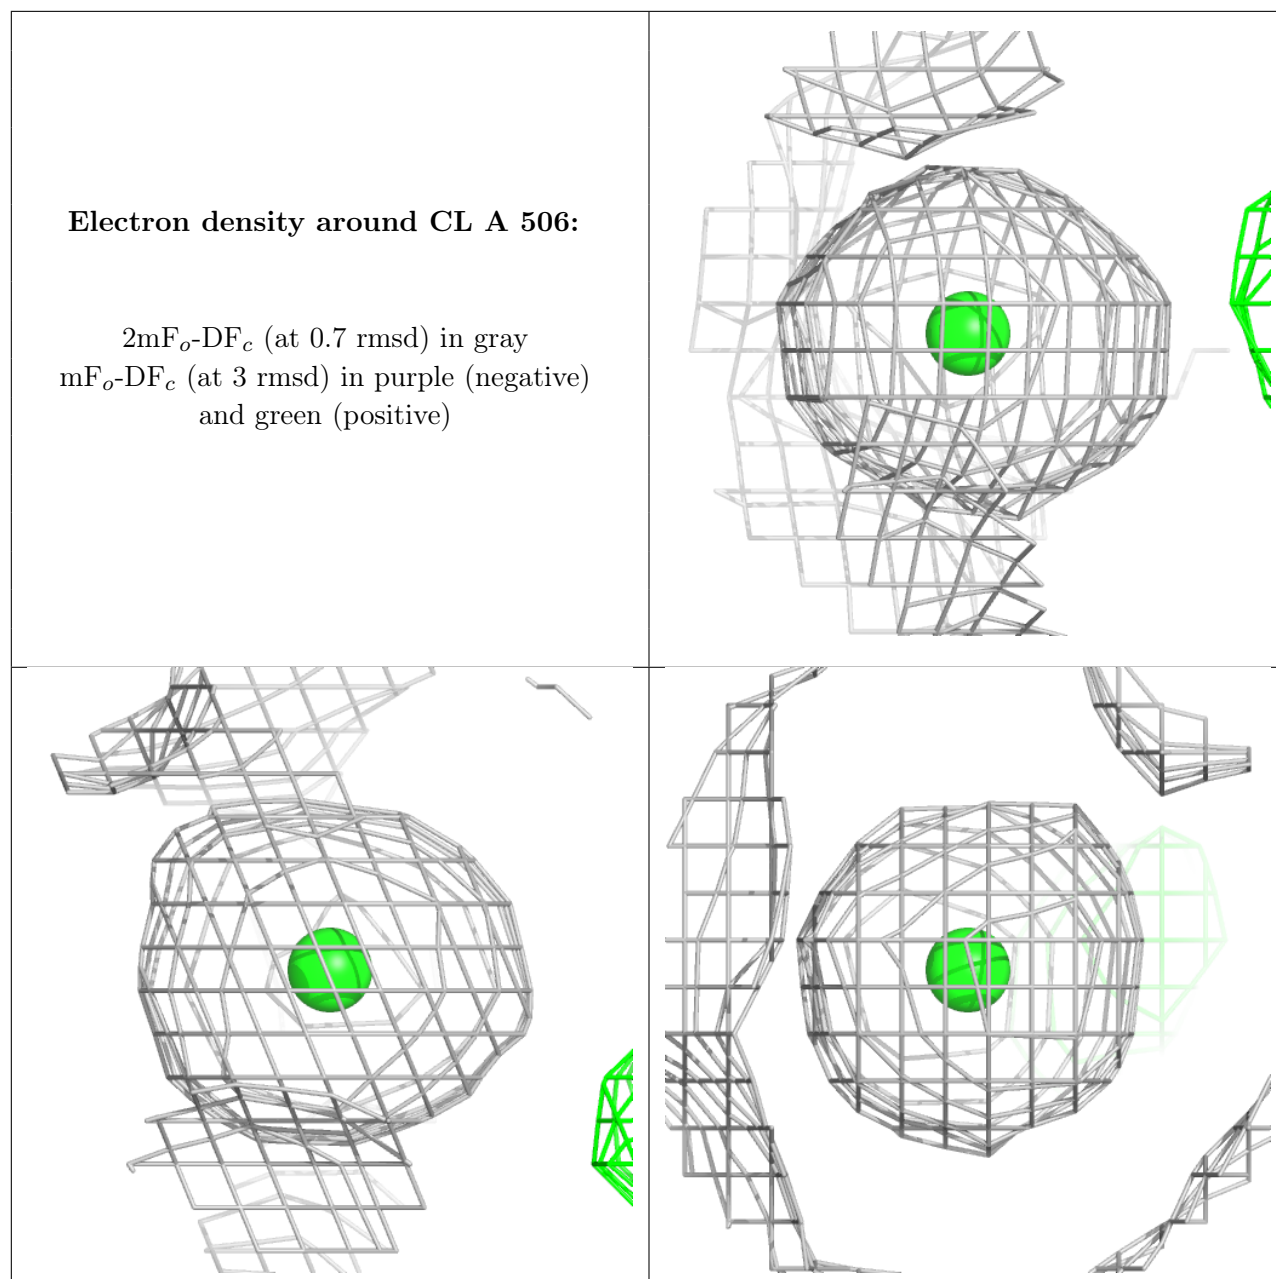 Electron density around CL A 506:
2mFₒ-DF𝒸 (at 0.7 rmsd) in gray
mFₒ-DF𝒸 (at 3 rmsd) in purple (negative)
and green (positive)